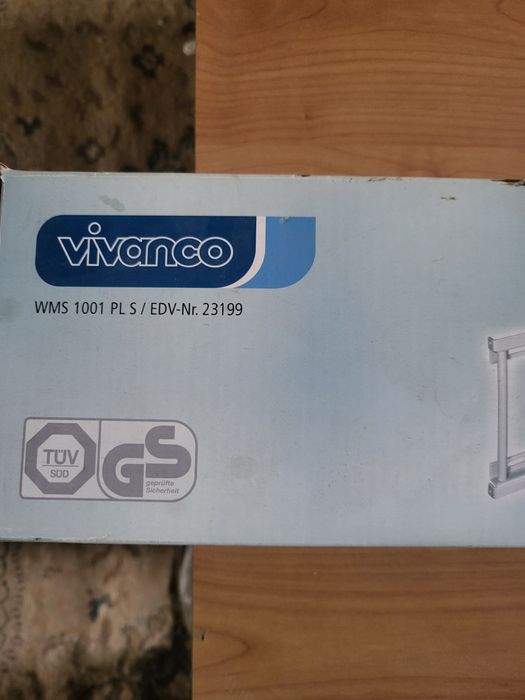 vivanco
WMS 1001 PL S / EDV-Nr. 23199
TÜV
SÜD
GS
geprüfte
Sicherheit